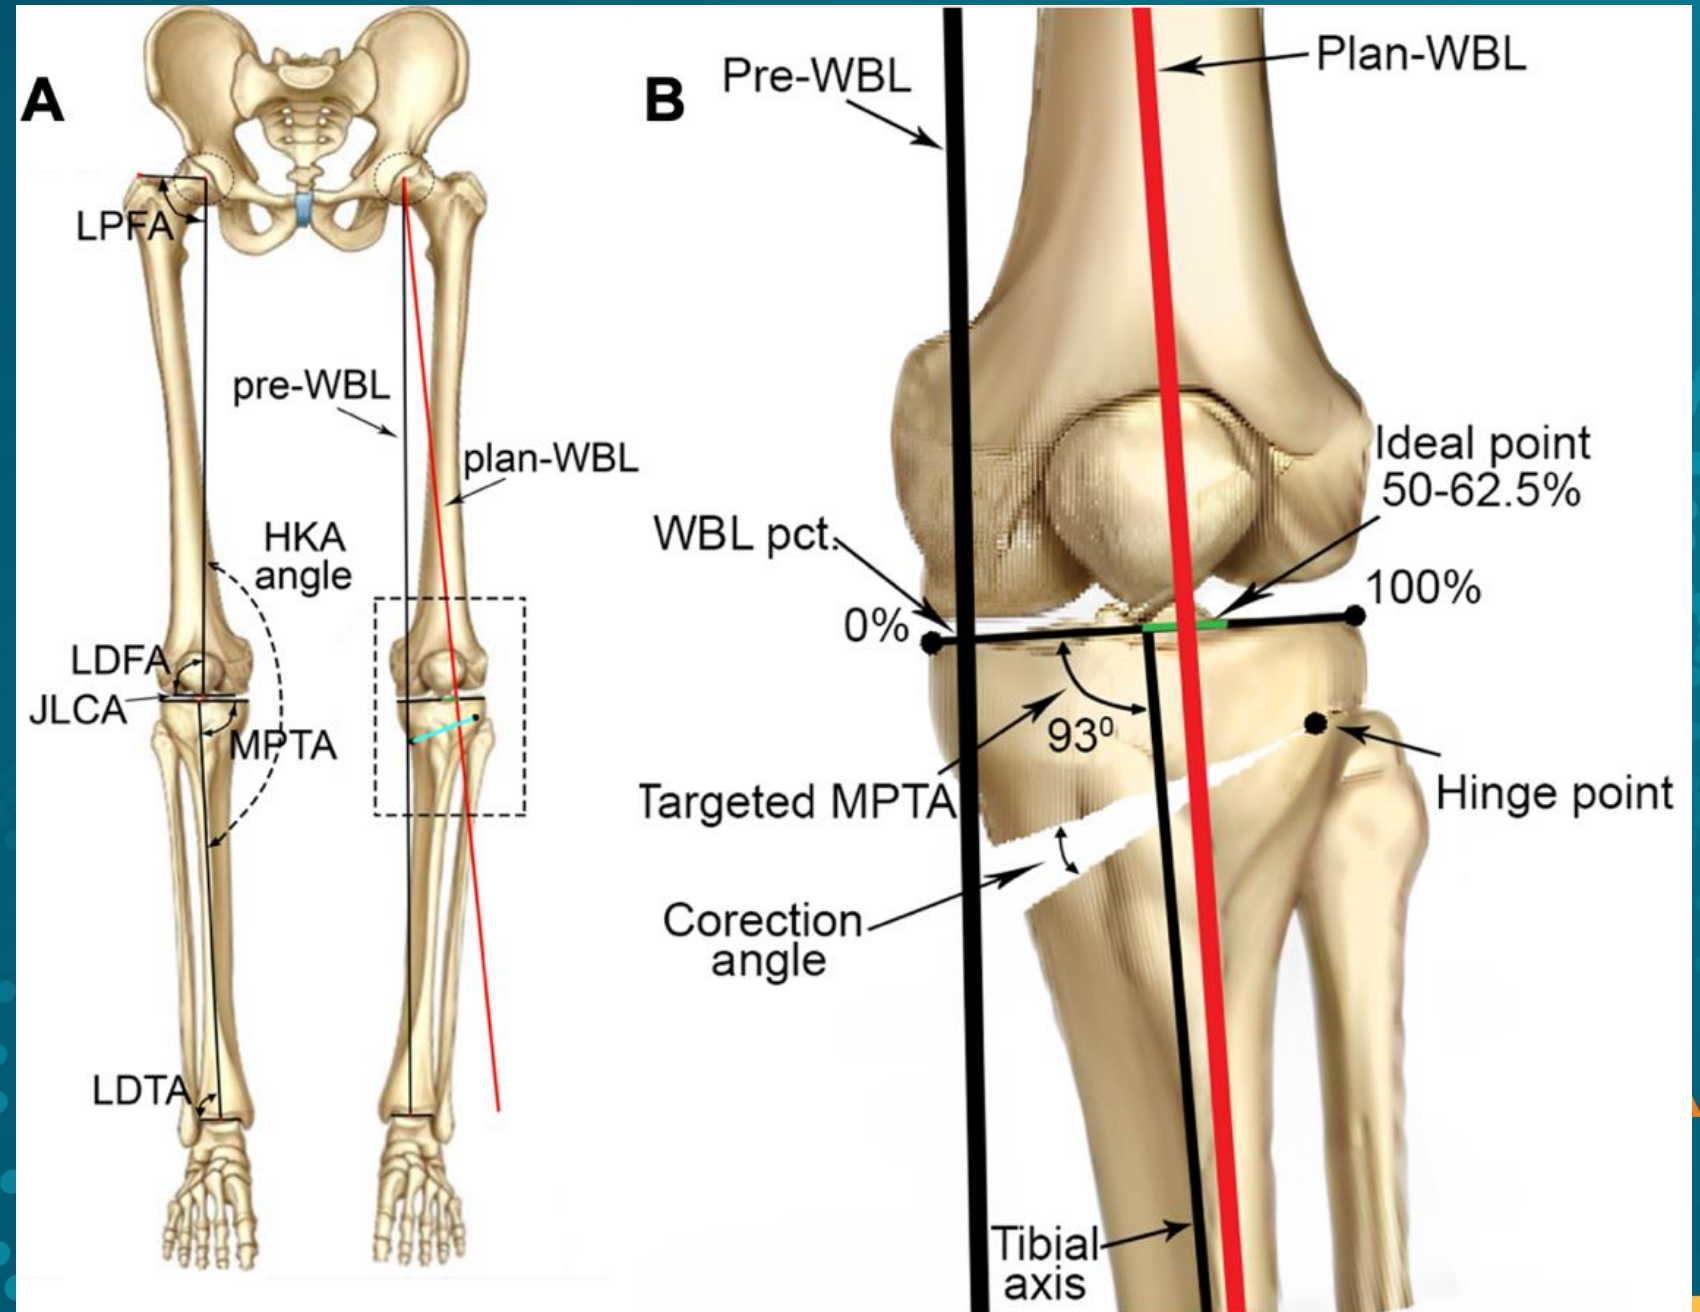 A
LPFA
pre-WBL
plan-WBL
HKA
angle
LDFA
JLCA
MPTA
LDTA
B
Pre-WBL
Plan-WBL
Ideal point
50-62.5%
WBL pct.
100%
0%
93⁰
Targeted MPTA
Hinge point
Corection
angle
Tibial
axis